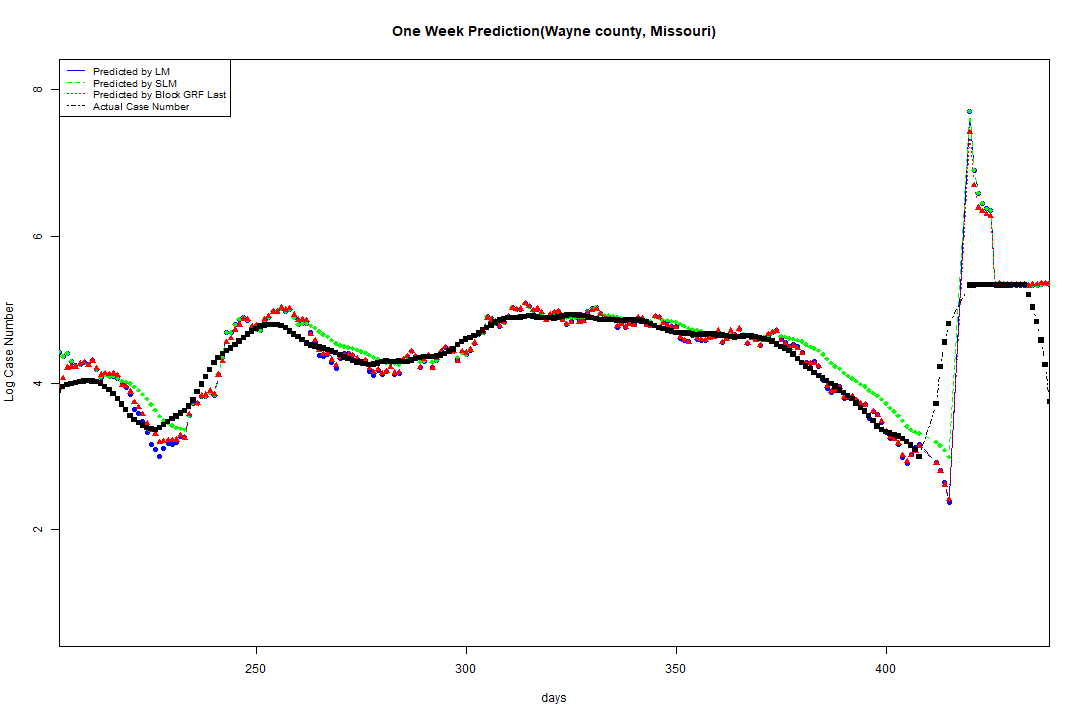 One Week Prediction(Wayne county, Missouri)
Predicted by LM
Predicted by SLM
Predicted by Block GRF Last
Actual Case Number
8
6
4
2
Log Case Number
250
300
350
400
days